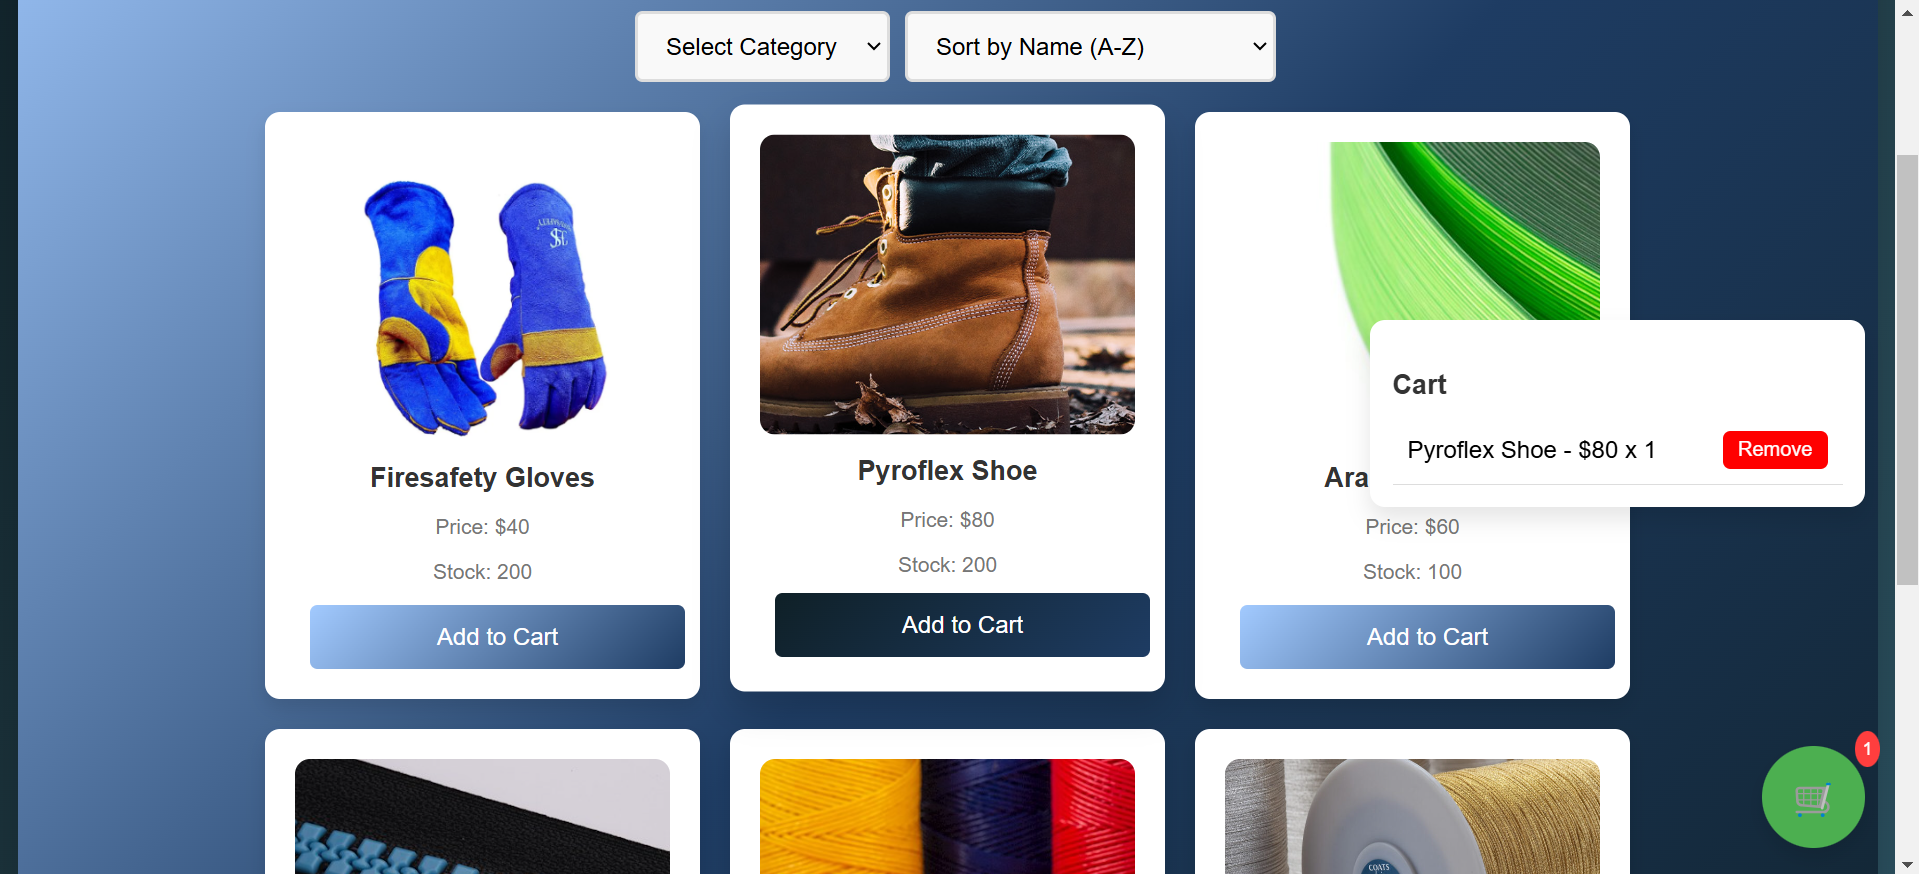 Select Category
Sort by Name (A-Z)
Firesafety Gloves
Price: $40
Stock: 200
Add to Cart
Pyroflex Shoe
Price: $80
Stock: 200
Add to Cart
Ara
Price: $60
Stock: 100
Add to Cart
Cart
Pyroflex Shoe - $80 x 1
Remove
COATS
1